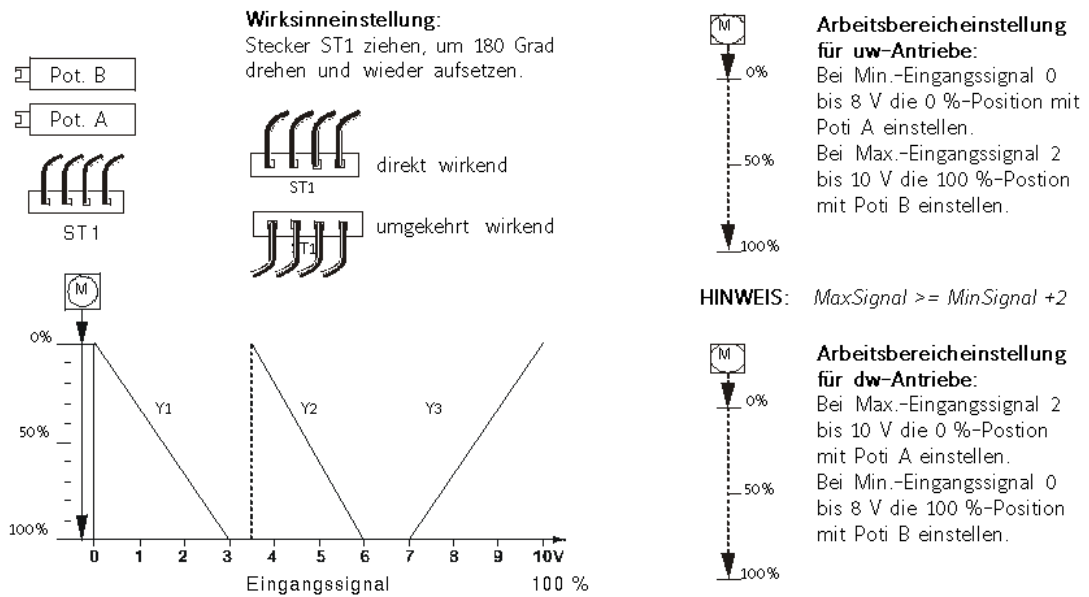 Wirksinneinstellung:
Stecker ST1 ziehen, um 180 Grad
drehen und wieder aufsetzen.
Pot. B
Pot. A
ST1
direkt wirkend
ST1
umgekehrt wirkend
ST1
M
0%
50%
100%
Y1
Y2
Y3
0 1 2 3 4 5 6 7 8 9 10V
Eingangssignal 100 %
M
0%
50%
100%
Arbeitsbereicheinstellung
für uw-Antriebe:
Bei Min.-Eingangssignal 0
bis 8 V die 0 %-Position mit
Poti A einstellen.
Bei Max.-Eingangssignal 2
bis 10 V die 100 %-Postion
mit Poti B einstellen.
HINWEIS: MaxSignal >= MinSignal +2
M
0%
50%
100%
Arbeitsbereicheinstellung
für dw-Antriebe:
Bei Max.-Eingangssignal 2
bis 10 V die 0 %-Postion
mit Poti A einstellen.
Bei Min.-Eingangssignal 0
bis 8 V die 100 %-Position
mit Poti B einstellen.